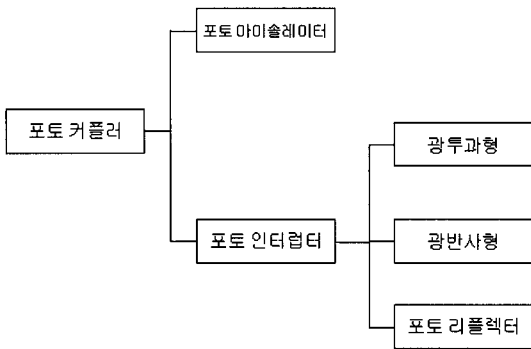 포토 아이솔레이터
포토 커플러
광투과형
포토 인터럽터
광반사형
포토 리플렉터